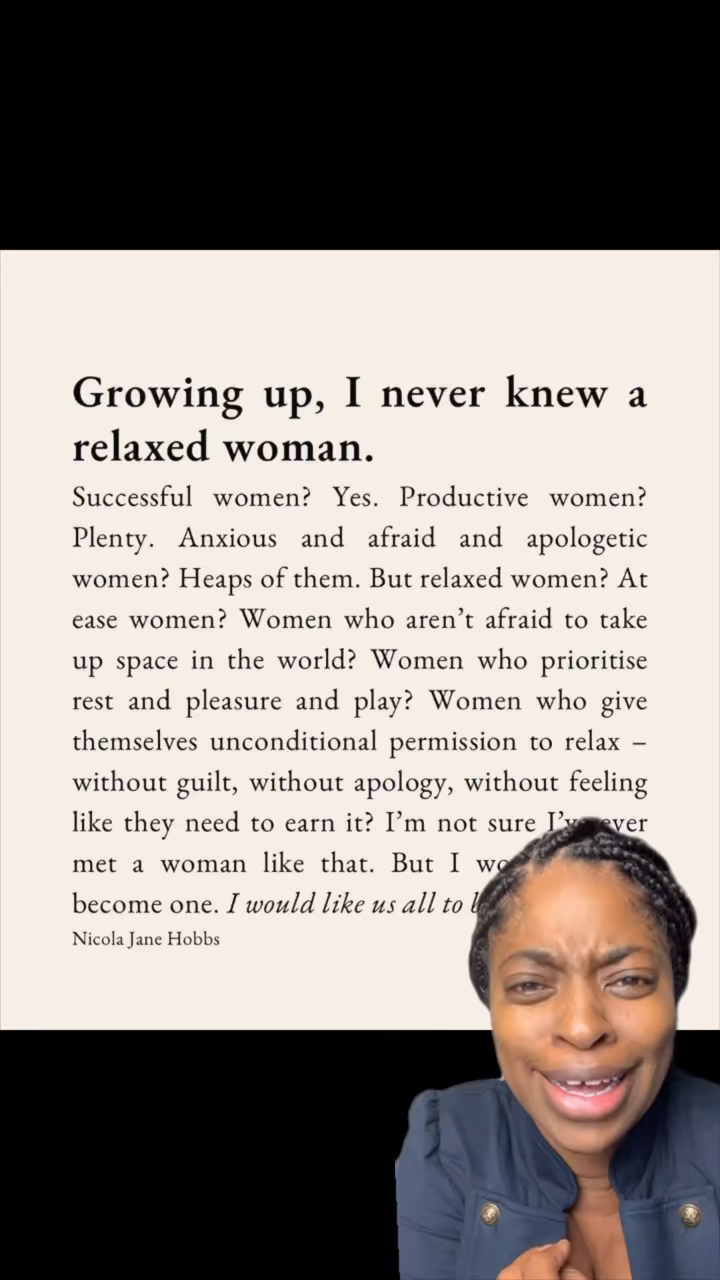 Growing up, I never knew a
relaxed woman.
Successful women? Yes. Productive women?
Plenty. Anxious and afraid and apologetic
women? Heaps of them. But relaxed women? At
ease women? Women who aren’t afraid to take
up space in the world? Women who prioritise
rest and pleasure and play? Women who give
themselves unconditional permission to relax –
without guilt, without apology, without feeling
like they need to earn it? I’m not sure
met a woman like that. But I
become one. I would like us all to
Nicola Jane Hobbs